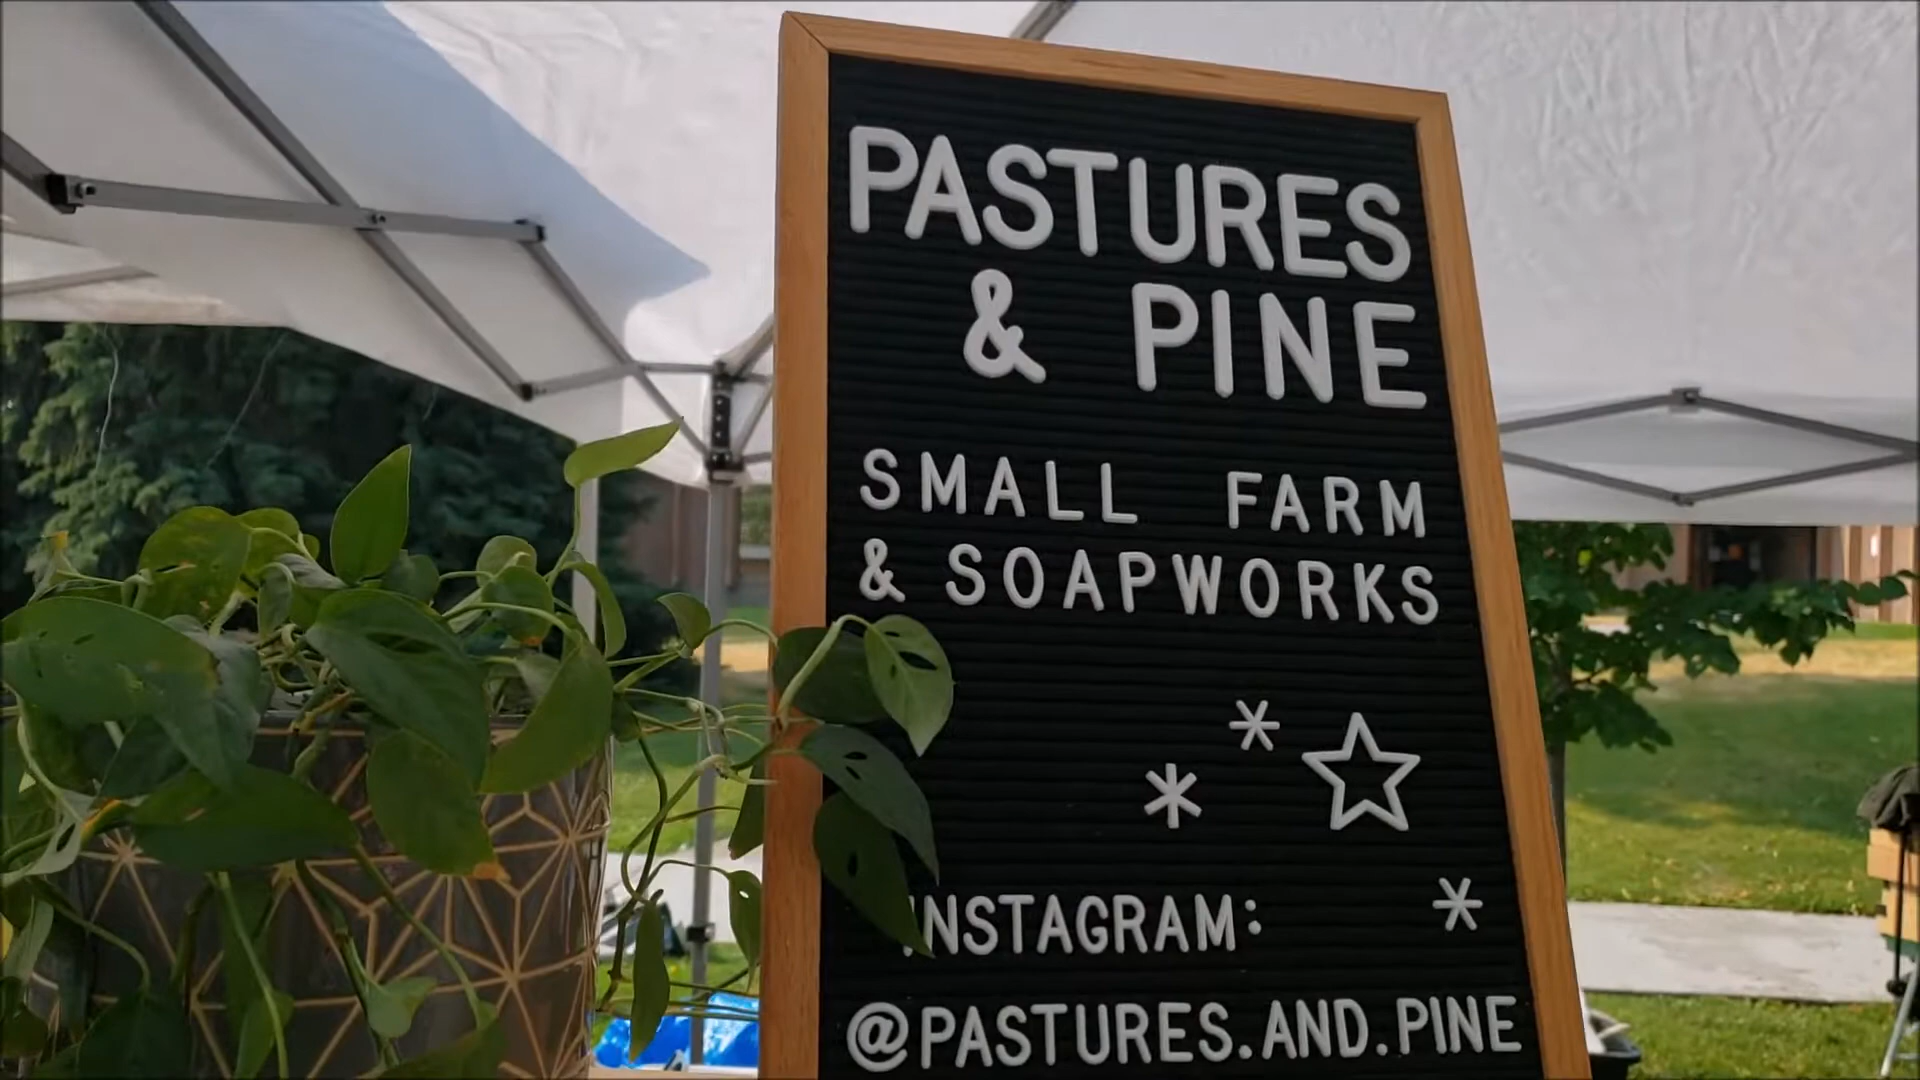 PASTURES
& PINE
SMALL FARM
& SOAPWORKS
INSTAGRAM:
@PASTURES.AND.PINE